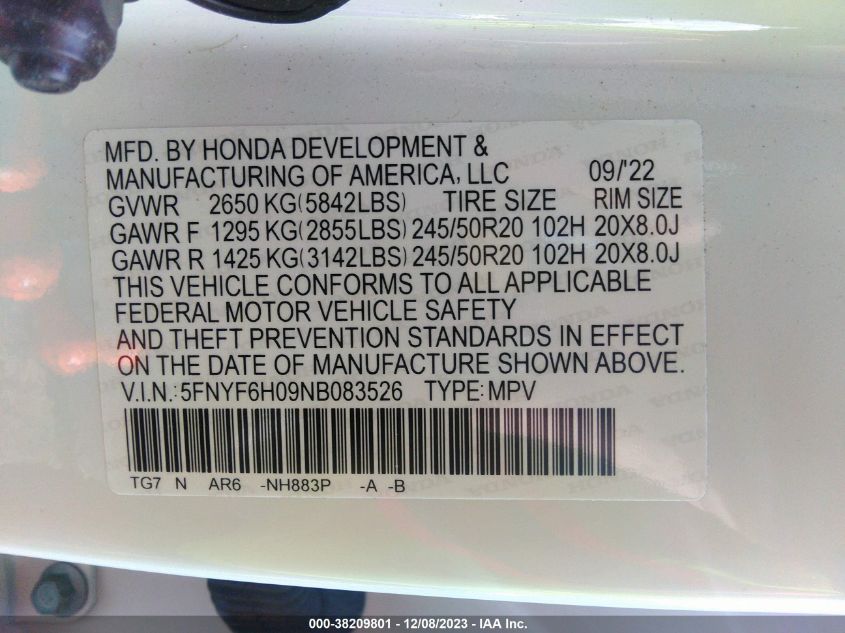 MFD. BY HONDA DEVELOPMENT &
MANUFACTURING OF AMERICA, LLC 09/'22
GVWR 2650 KG(5842LBS) TIRE SIZE RIM SIZE
GAWR F 1295 KG(2855LBS) 245/50R20 102H 20X8.0J
GAWR R 1425 KG(3142LBS) 245/50R20 102H 20X8.0J
THIS VEHICLE CONFORMS TO ALL APPLICABLE
FEDERAL MOTOR VEHICLE SAFETY
AND THEFT PREVENTION STANDARDS IN EFFECT
ON THE DATE OF MANUFACTURE SHOWN ABOVE.
V.I.N.:5FNYF6H09NB083526 TYPE:MPV
TG7 N AR6 -NH883P -A -B
000-38209801 - 12/08/2023 - IAA Inc.